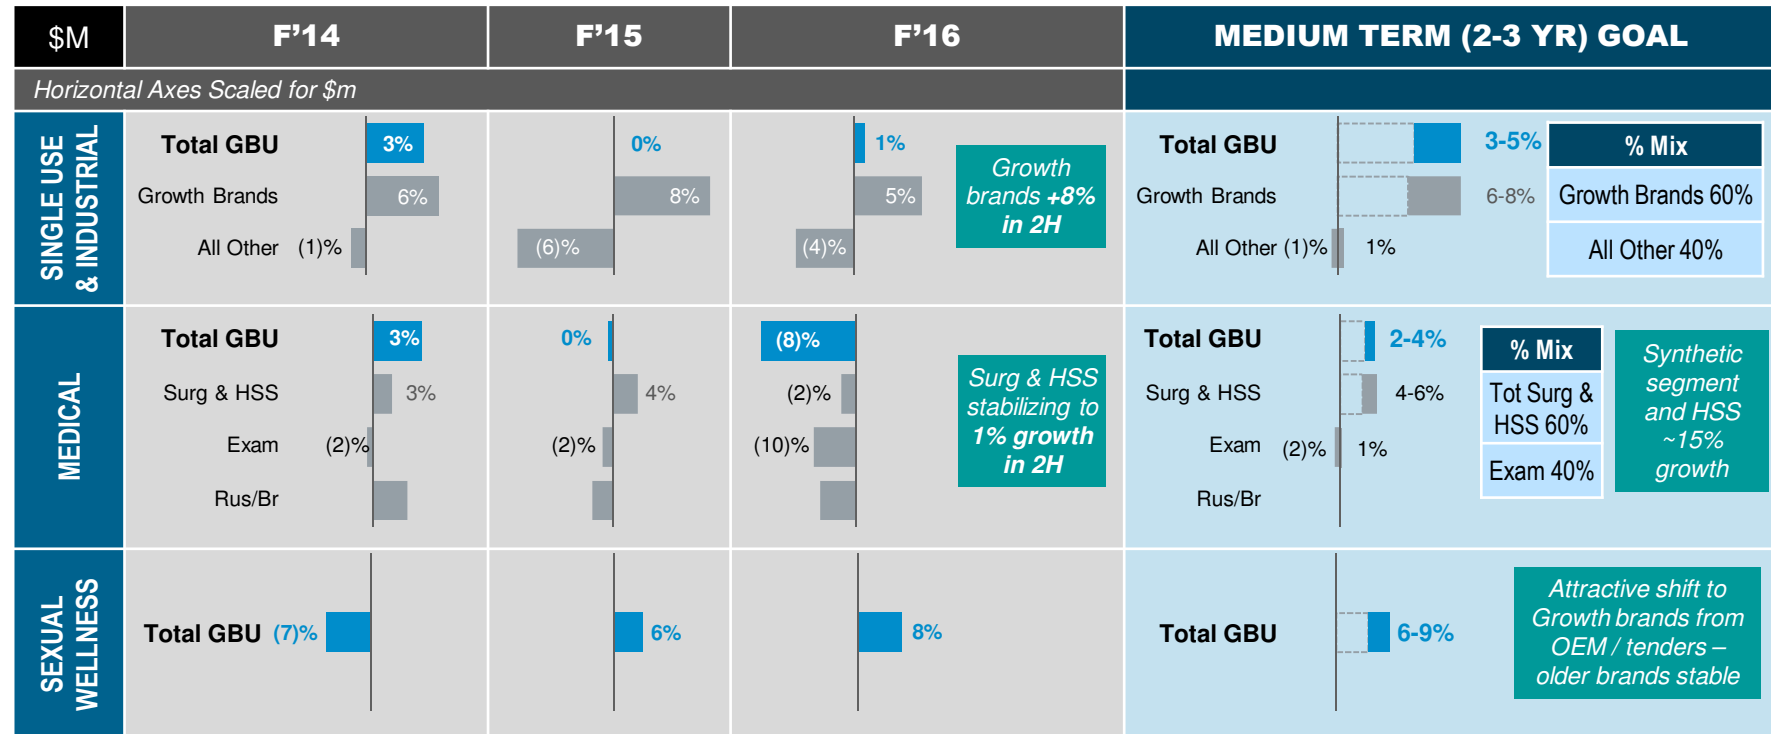 $M
F'14
F'15
F'16
MEDIUM TERM (2-3 YR) GOAL
Horizontal Axes Scaled for $m
SINGLE USE
& INDUSTRIAL
Total GBU
3%
0%
1%
Growth Brands
6%
8%
5%
All Other
(1)%
(6)%
(4)%
Growth
brands +8%
in 2H
Total GBU
3-5%
Growth Brands
6-8%
All Other (1)%
1%
% Mix
Growth Brands 60%
All Other 40%
MEDICAL
Total GBU
3%
0%
(8)%
Surg & HSS
3%
4%
(2)%
Exam
(2)%
(2)%
(10)%
Rus/Br
Surg & HSS
stabilizing to
1% growth
in 2H
Total GBU
2-4%
Surg & HSS
4-6%
Exam
(2)%
1%
Rus/Br
% Mix
Tot Surg &
HSS 60%
Exam 40%
Synthetic
segment
and HSS
~15%
growth
SEXUAL
WELLNESS
Total GBU (7)%
6%
8%
Total GBU
6-9%
Attractive shift to
Growth brands from
OEM / tenders –
older brands stable